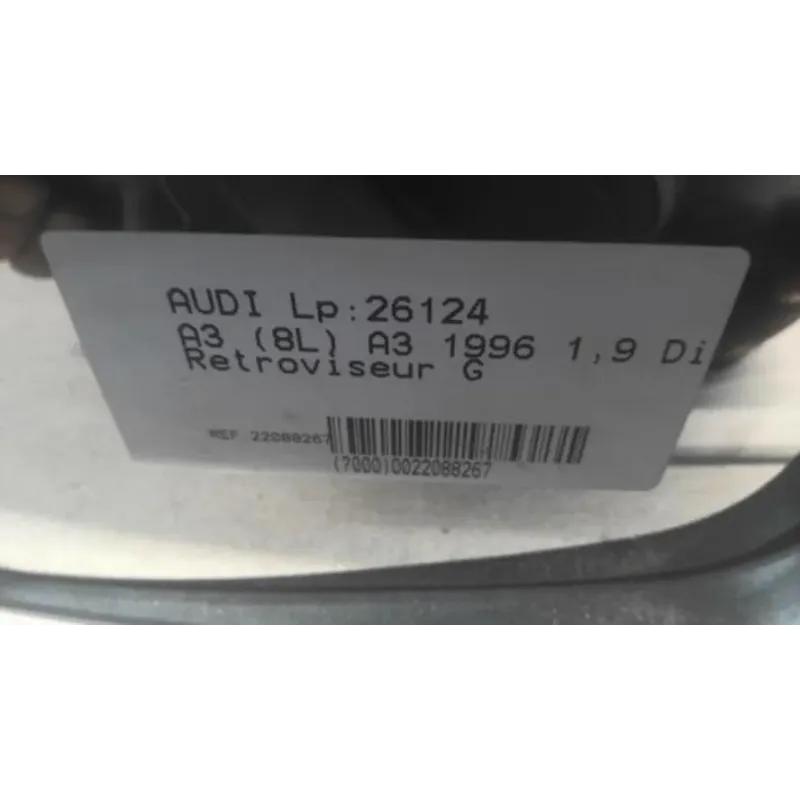 AUDI Lp:26124
A3 (8L) A3 1996 1,9 Di
Retroviseur G
REF 22088267
(7000)0022088267